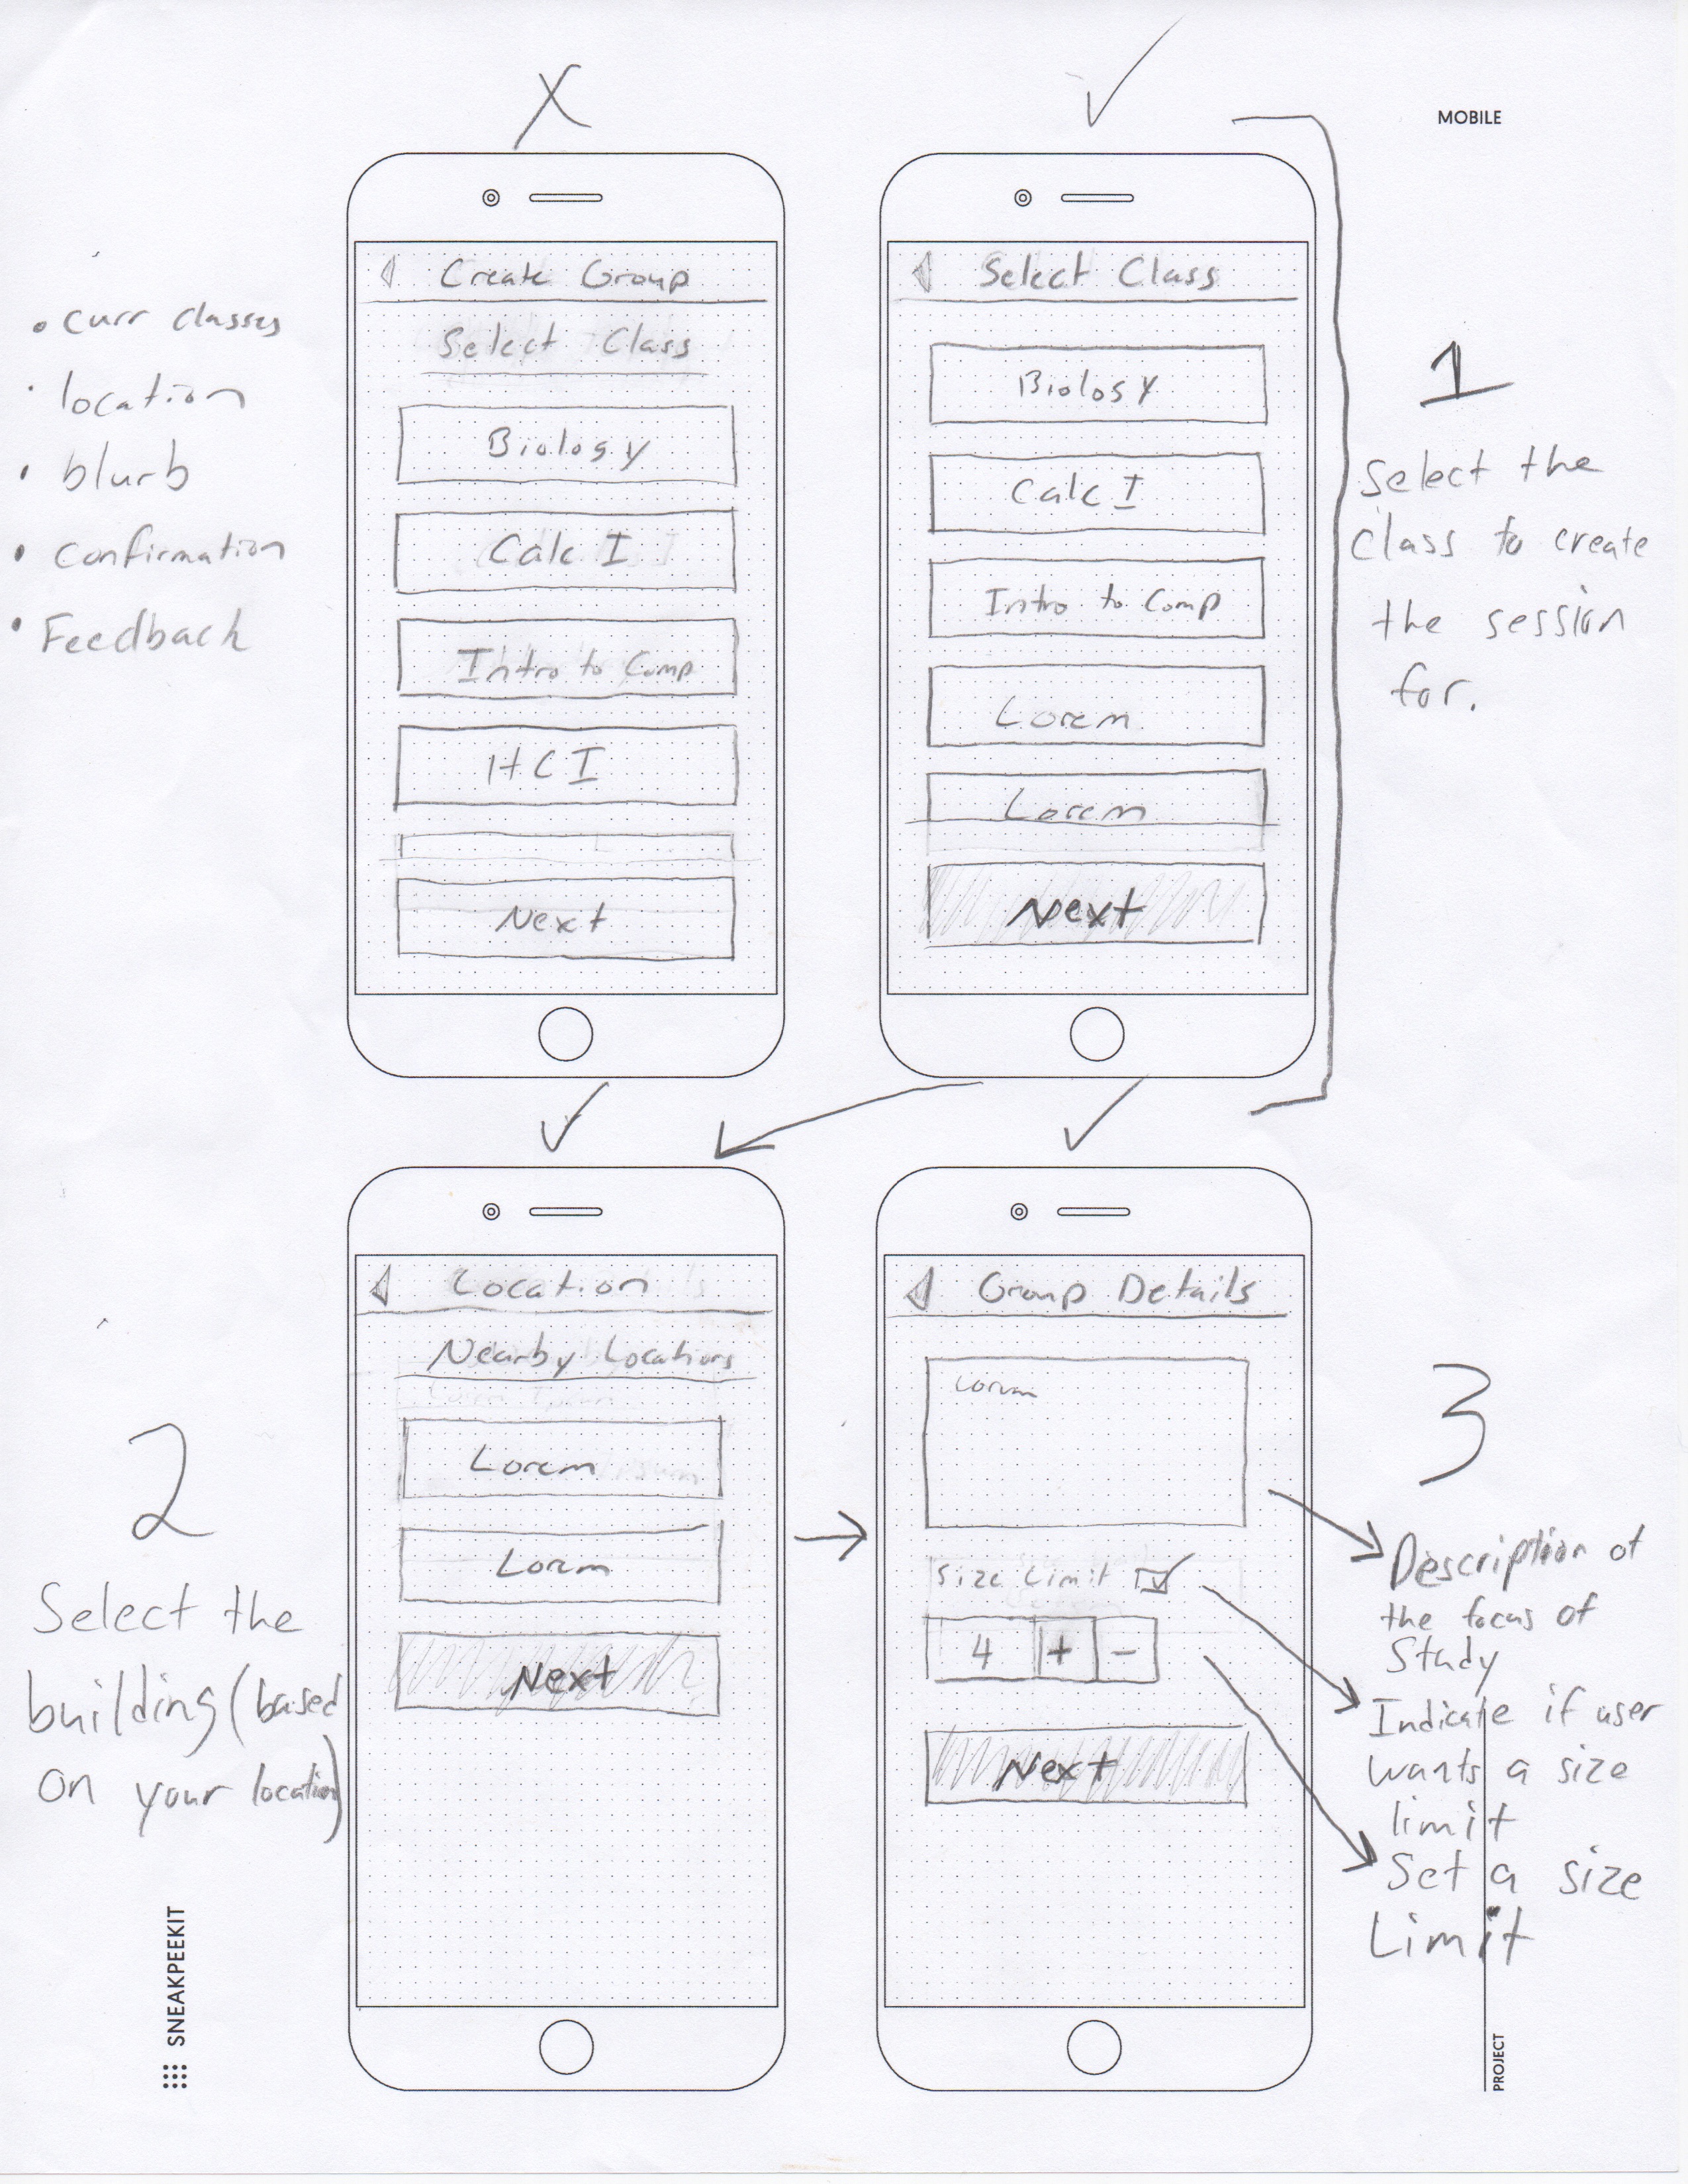 MOBILE
• curr classes
• location
• blurb
• confirmation
• Feedback
X
Create Group
Select Class
Biology
Calc I
Intro to Comp
HCI
Next
Select Class
Biology
Calc I
Intro to Comp
Lorem
Lorem
Next
1
Select the
class to create
the session
for.
2
Select the
building (based
on your location)
Location
Nearby Locations
Lorem
Lorem
Next
Group Details
Lorem
Size Limit
4 + -
Next
3
Description of
the focus of
Study
Indicate if user
wants a size
limit
Set a size
Limit
SNEAKPEEKIT
PROJECT